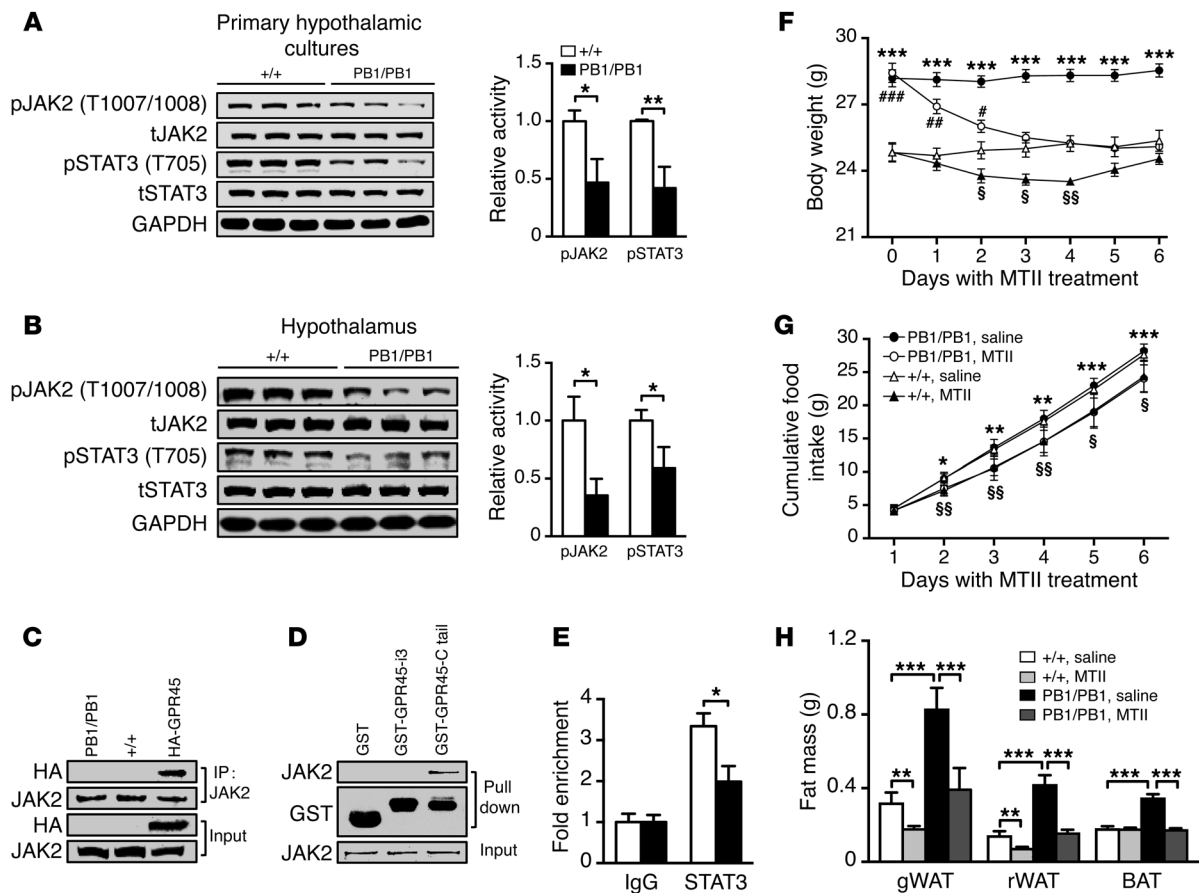 A
Primary hypothalamic
cultures
+/+
PB1/PB1
pJAK2 (T1007/1008)
tJAK2
pSTAT3 (T705)
tSTAT3
GAPDH
+/+
PB1/PB1
Relative activity
1.5
1.0
0.5
0
*
**
pJAK2
pSTAT3
B
Hypothalamus
+/+
PB1/PB1
pJAK2 (T1007/1008)
tJAK2
pSTAT3 (T705)
tSTAT3
GAPDH
Relative activity
1.5
1.0
0.5
0
*
*
pJAK2
pSTAT3
C
PB1/PB1
+/+
HA-GPR45
HA
JAK2
HA
JAK2
IP:
JAK2
Input
D
GST
GST-GPR45-i3
GST-GPR45-C tail
JAK2
GST
JAK2
Pull
down
Input
E
Fold enrichment
4
3
2
1
0
*
IgG
STAT3
F
Body weight (g)
30
27
24
21
*** *** *** *** *** *** ***
###
##
#
§ § §§
0 1 2 3 4 5 6
Days with MTII treatment
G
PB1/PB1, saline
PB1/PB1, MTII
+/+, saline
+/+, MTII
Cumulative food
intake (g)
30
25
20
15
10
5
0
* ** ** *** ***
§§ §§ §§ § §
1 2 3 4 5 6
Days with MTII treatment
H
+/+, saline
+/+, MTII
PB1/PB1, saline
PB1/PB1, MTII
Fat mass (g)
1.2
0.8
0.4
0
*** ***
**
*** ***
**
*** ***
gWAT
rWAT
BAT